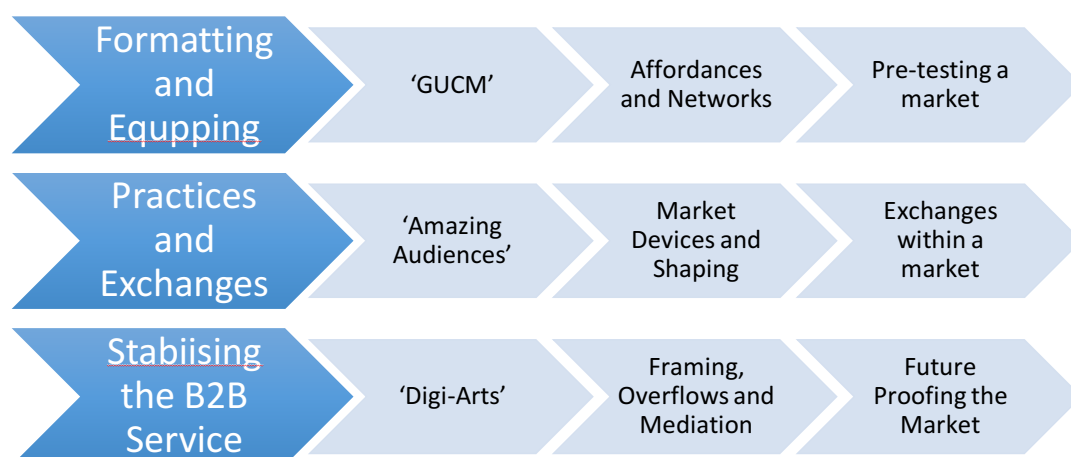 Formatting
and
Equpping
‘GUCM’
Affordances
and Networks
Pre-testing a
market
Practices
and
Exchanges
‘Amazing
Audiences’
Market
Devices and
Shaping
Exchanges
within a
market
Stabiising
the B2B
Service
‘Digi-Arts’
Framing,
Overflows and
Mediation
Future
Proofing the
Market